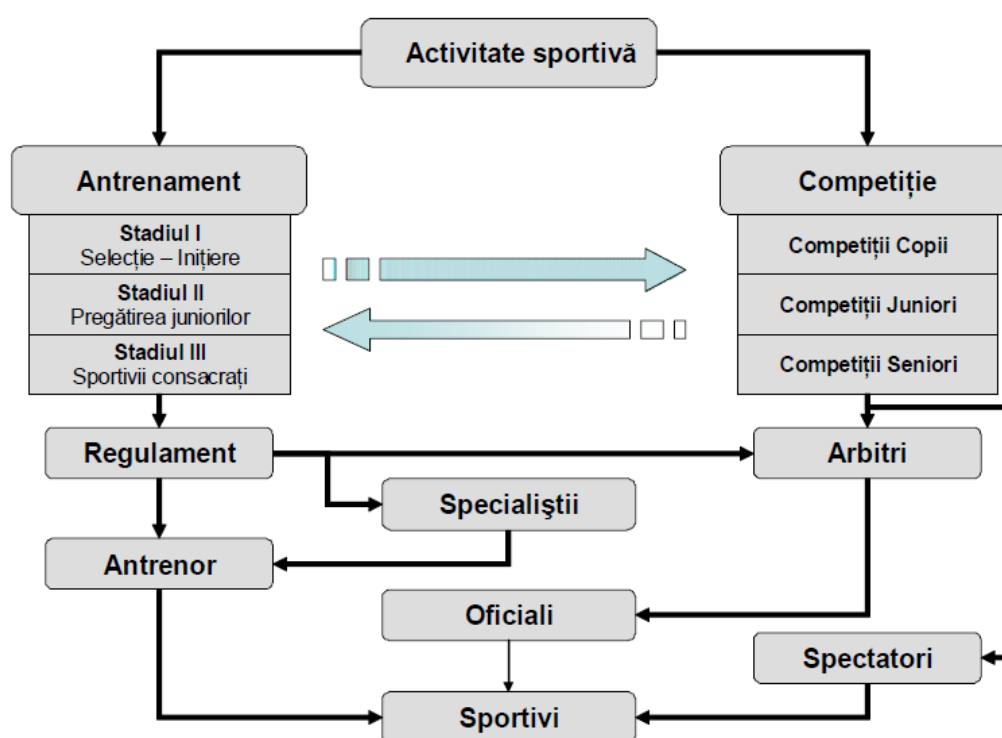 Activitate sportivă
Antrenament
Competiție
Stadiul I
Selecție – Inițiere
Stadiul II
Pregătirea juniorilor
Stadiul III
Sportivii consacrați
Competiții Copii
Competiții Juniori
Competiții Seniori
Regulament
Arbitri
Specialiştii
Antrenor
Oficiali
Spectatori
Sportivi